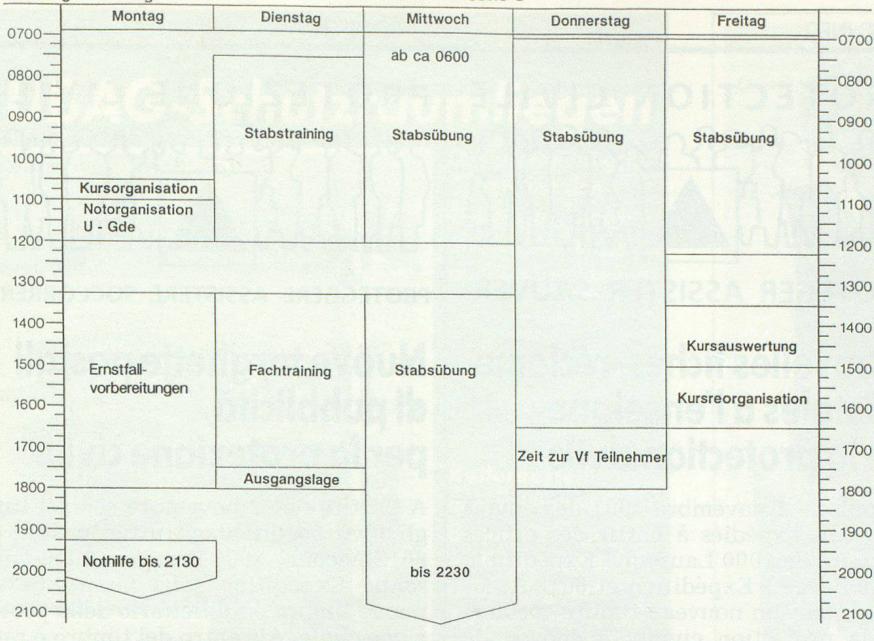 Montag Dienstag Mittwoch Donnerstag Freitag
0700 0700
ab ca 0600
0800 0800
0900 0900
Stabstraining Stabsübung Stabsübung Stabsübung
1000 1000
Kursorganisation
1100 1100
Notorganisation
U - Gde
1200 1200
1300 1300
1400 1400
Kursauswertung
Ernstfall- Fachtraining Stabsübung
1500 1500
vorbereitungen
Kursreorganisation
1600 1600
1700 1700
Zeit zur Vf Teilnehmer
Ausgangslage
1800 1800
1900 1900
Nothilfe bis 2130
2000 bis 2230 2000
2100 2100